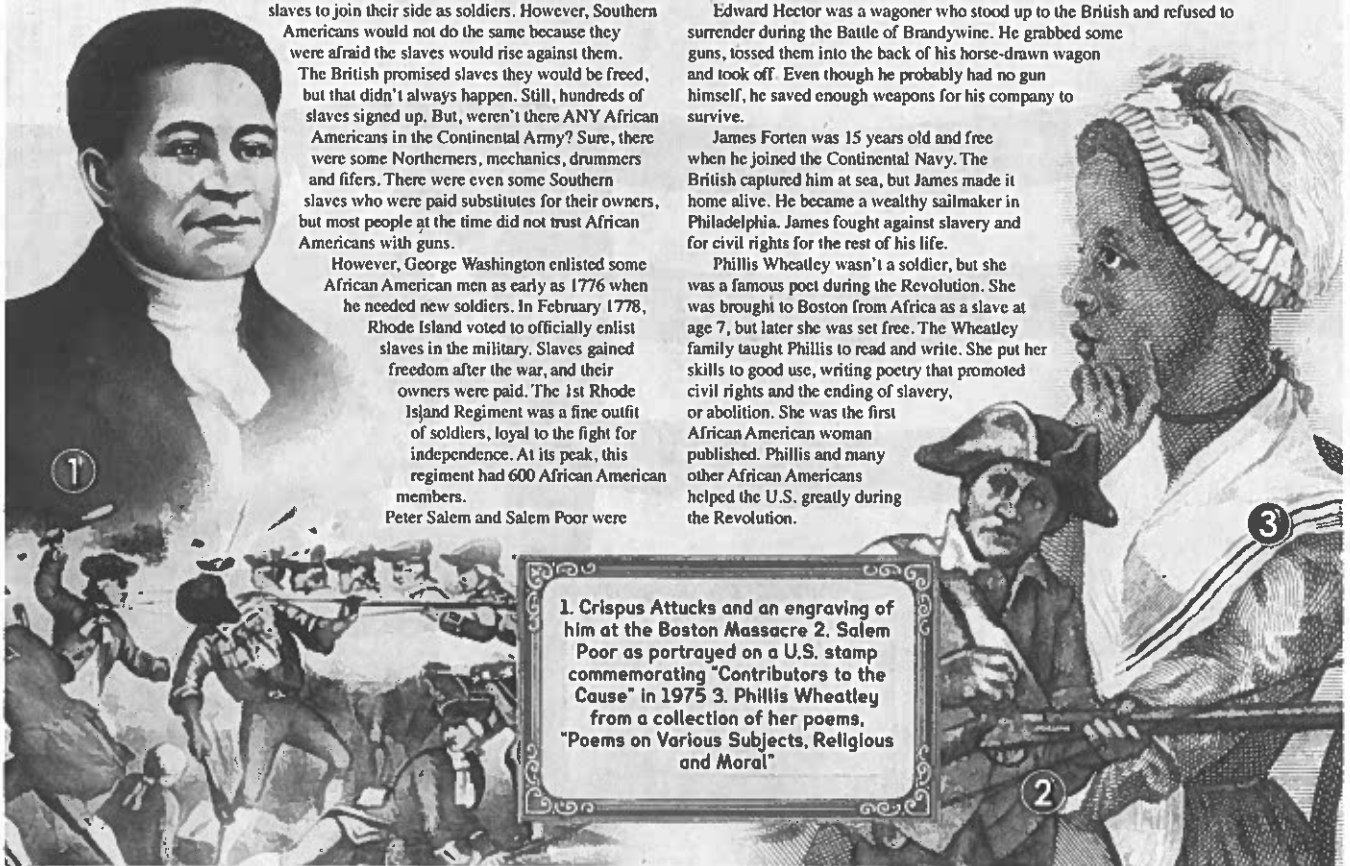 slaves to join their side as soldiers. However, Southern
Americans would not do the same because they
were afraid the slaves would rise against them.
The British promised slaves they would be freed,
but that didn't always happen. Still, hundreds of
slaves signed up. But, weren't there ANY African
Americans in the Continental Army? Sure, there
were some Northerners, mechanics, drummers
and fifers. There were even some Southern
slaves who were paid substitutes for their owners,
but most people at the time did not trust African
Americans with guns.
However, George Washington enlisted some
African American men as early as 1776 when
he needed new soldiers. In February 1778,
Rhode Island voted to officially enlist
slaves in the military. Slaves gained
freedom after the war, and their
owners were paid. The 1st Rhode
Island Regiment was a fine outfit
of soldiers, loyal to the fight for
independence. At its peak, this
regiment had 600 African American
members.
Peter Salem and Salem Poor were
Edward Hector was a wagoner who stood up to the British and refused to
surrender during the Battle of Brandywine. He grabbed some
guns, tossed them into the back of his horse-drawn wagon
and took off. Even though he probably had no gun
himself, he saved enough weapons for his company to
survive.
James Forten was 15 years old and free
when he joined the Continental Navy. The
British captured him at sea, but James made it
home alive. He became a wealthy sailmaker in
Philadelphia. James fought against slavery and
for civil rights for the rest of his life.
Phillis Wheatley wasn't a soldier, but she
was a famous poet during the Revolution. She
was brought to Boston from Africa as a slave at
age 7, but later she was set free. The Wheatley
family taught Phillis to read and write. She put her
skills to good use, writing poetry that promoted
civil rights and the ending of slavery,
or abolition. She was the first
African American woman
published. Phillis and many
other African Americans
helped the U.S. greatly during
the Revolution.
1
3
1. Crispus Attucks and an engraving of
him at the Boston Massacre 2. Salem
Poor as portrayed on a U.S. stamp
commemorating "Contributors to the
Cause" in 1975 3. Phillis Wheatley
from a collection of her poems,
"Poems on Various Subjects, Religious
and Moral"
2